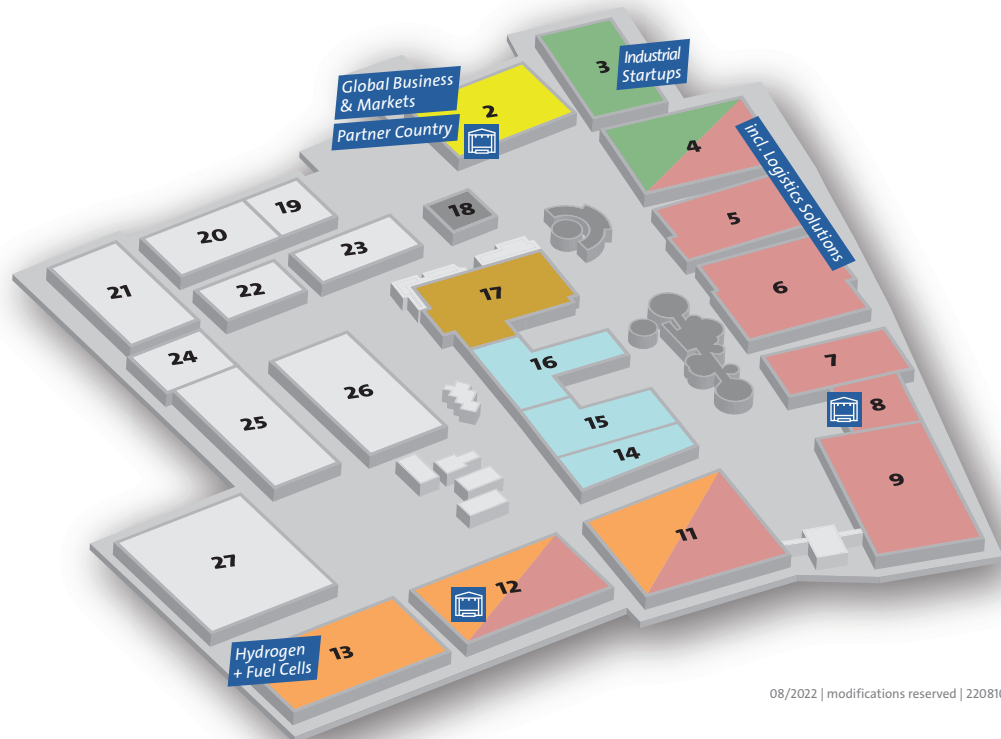 3
Industrial
Startups
Global Business
& Markets
Partner Country
2
4
incl. Logistics Solutions
5
6
18
19
20
23
21
22
17
24
16
7
26
8
25
15
14
9
11
27
12
Hydrogen
+ Fuel Cells
13
08/2022 | modifications reserved | 220810